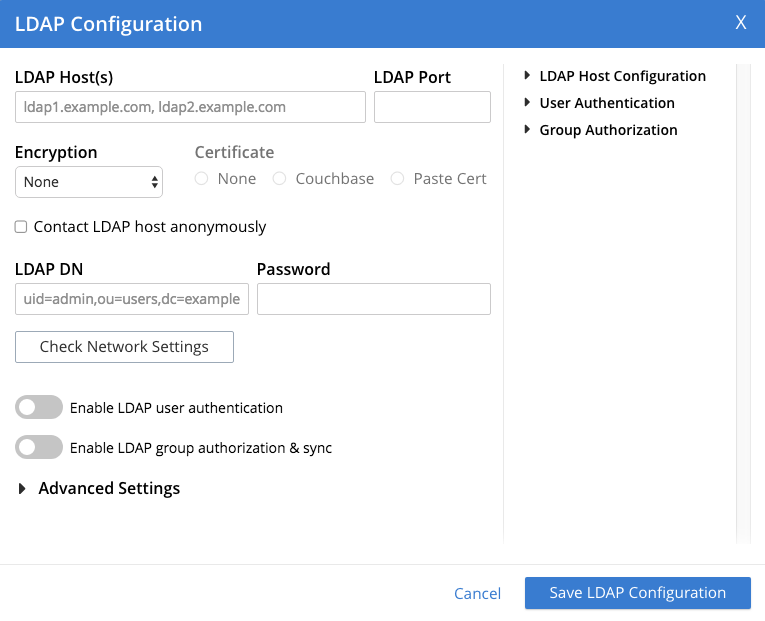 LDAP Configuration X
LDAP Host(s) LDAP Port
ldap1.example.com, ldap2.example.com
Encryption Certificate
None
None Couchbase Paste Cert
Contact LDAP host anonymously
LDAP DN Password
uid=admin,ou=users,dc=example
Check Network Settings
Enable LDAP user authentication
Enable LDAP group authorization & sync
Advanced Settings
LDAP Host Configuration
User Authentication
Group Authorization
Cancel Save LDAP Configuration